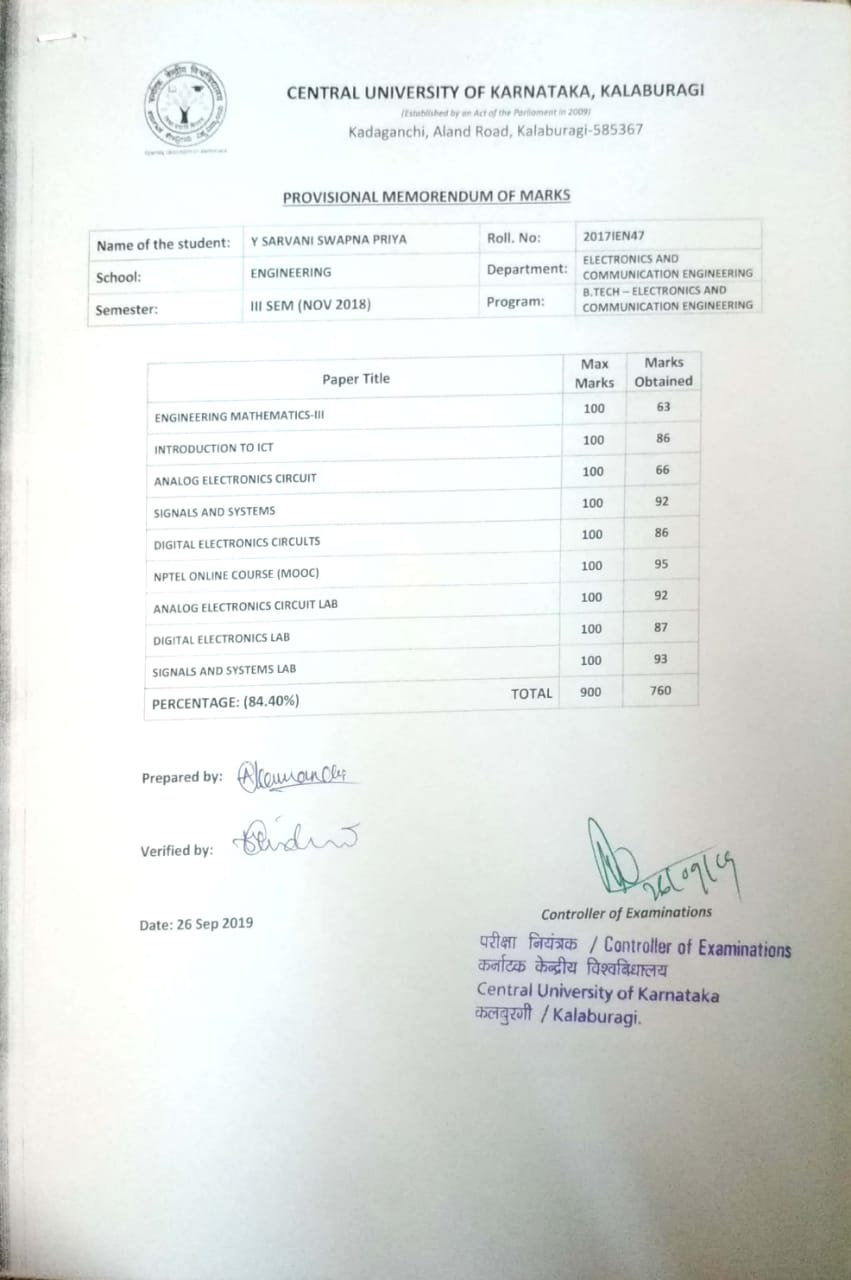 CENTRAL UNIVERSITY OF KARNATAKA, KALABURAGI
(Established by an Act of the Parliament in 2009)
Kadaganchi, Aland Road, Kalaburagi-585367
PROVISIONAL MEMORENDUM OF MARKS
Name of the student: Y SARVANI SWAPNA PRIYA Roll. No: 2017IEN47
School: ENGINEERING Department: ELECTRONICS AND
COMMUNICATION ENGINEERING
Semester: III SEM (NOV 2018) Program: B.TECH – ELECTRONICS AND
COMMUNICATION ENGINEERING
Paper Title Max Marks Marks Obtained
ENGINEERING MATHEMATICS-III 100 63
INTRODUCTION TO ICT 100 86
ANALOG ELECTRONICS CIRCUIT 100 66
SIGNALS AND SYSTEMS 100 92
DIGITAL ELECTRONICS CIRCULTS 100 86
NPTEL ONLINE COURSE (MOOC) 100 95
ANALOG ELECTRONICS CIRCUIT LAB 100 92
DIGITAL ELECTRONICS LAB 100 87
SIGNALS AND SYSTEMS LAB 100 93
PERCENTAGE: (84.40%) TOTAL 900 760
Prepared by:
Verified by:
26/09/19
Date: 26 Sep 2019
Controller of Examinations
परीक्षा नियंत्रक / Controller of Examinations
कर्नाटक केन्द्रीय विश्वबिधालय
Central University of Karnataka
कलबुरगी / Kalaburagi.